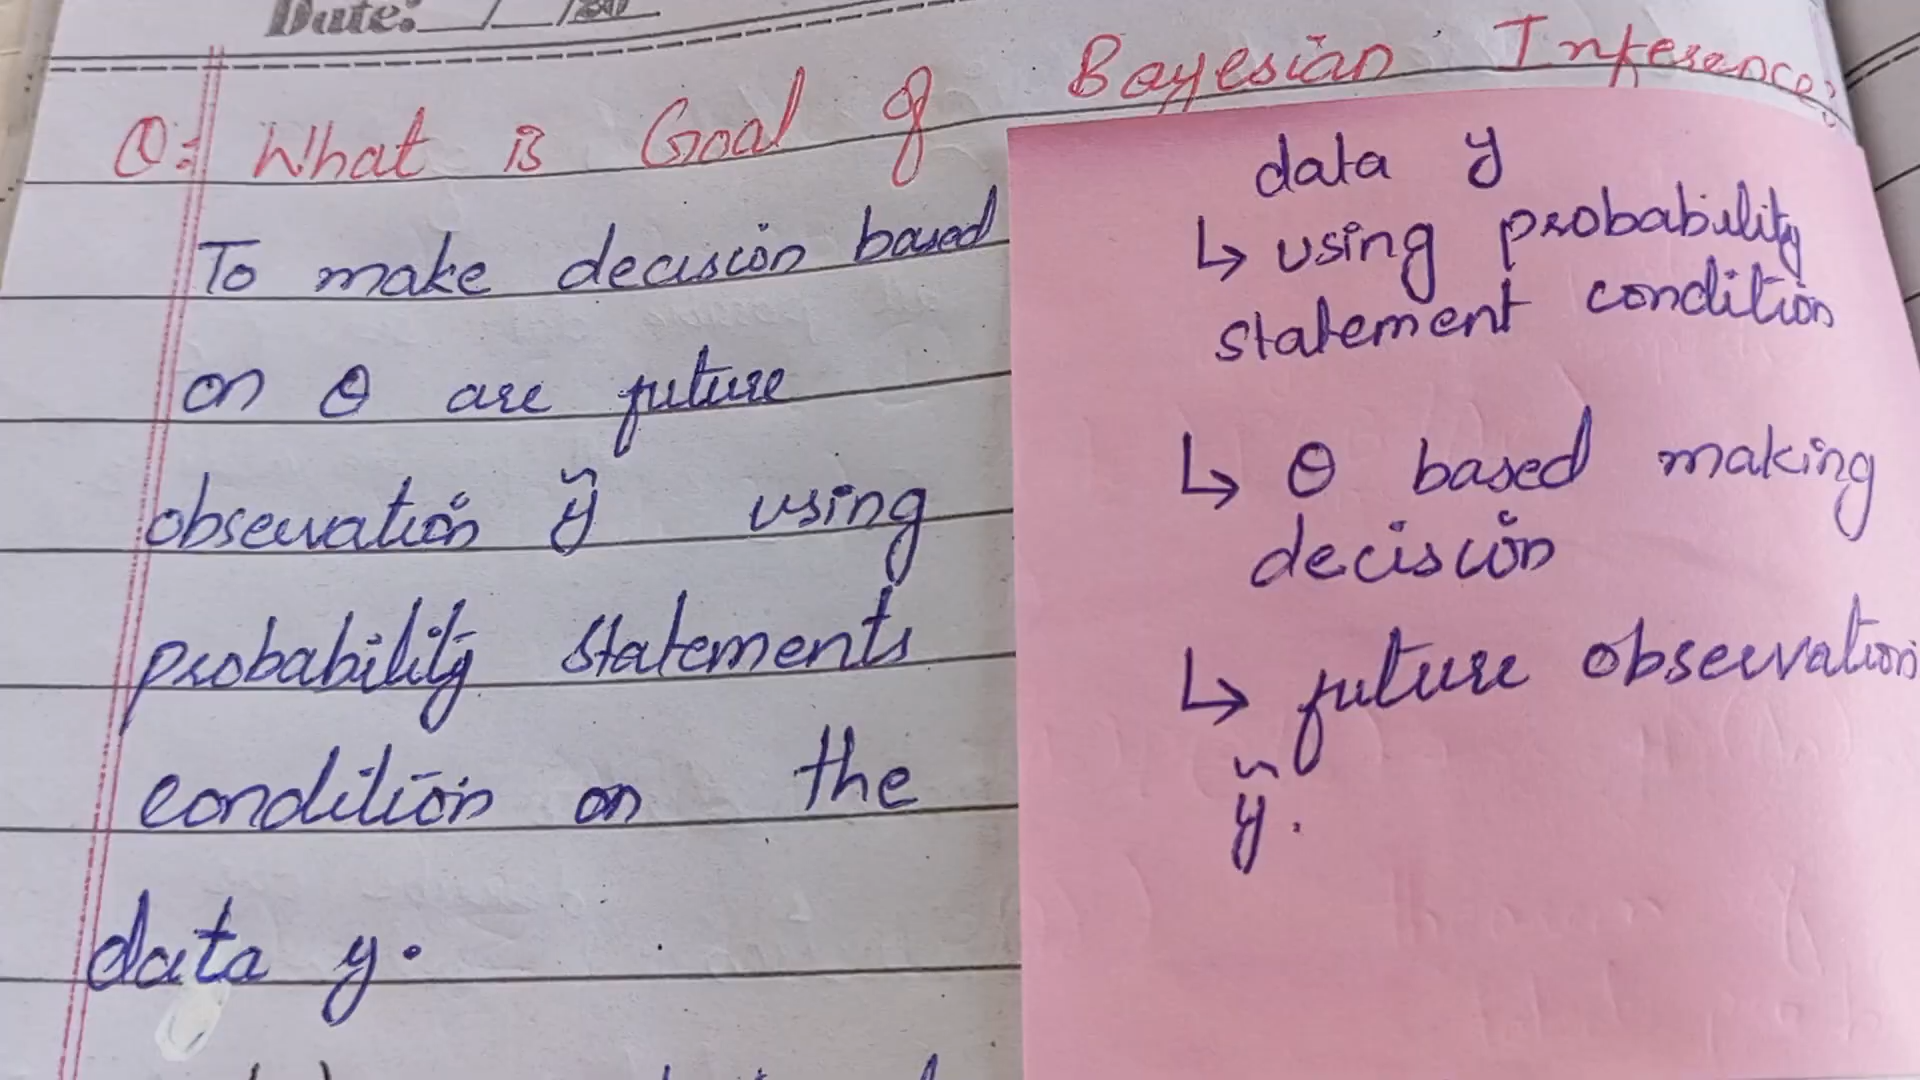 Date:
Q: What is Goal of Bayesian Inference?
To make decision based
on θ are future
observation ỹ using
probability statements
condition on the
data y.
data y
↳ using probability
statement condition
↳ θ based making
decision
↳ future observation
ỹ.